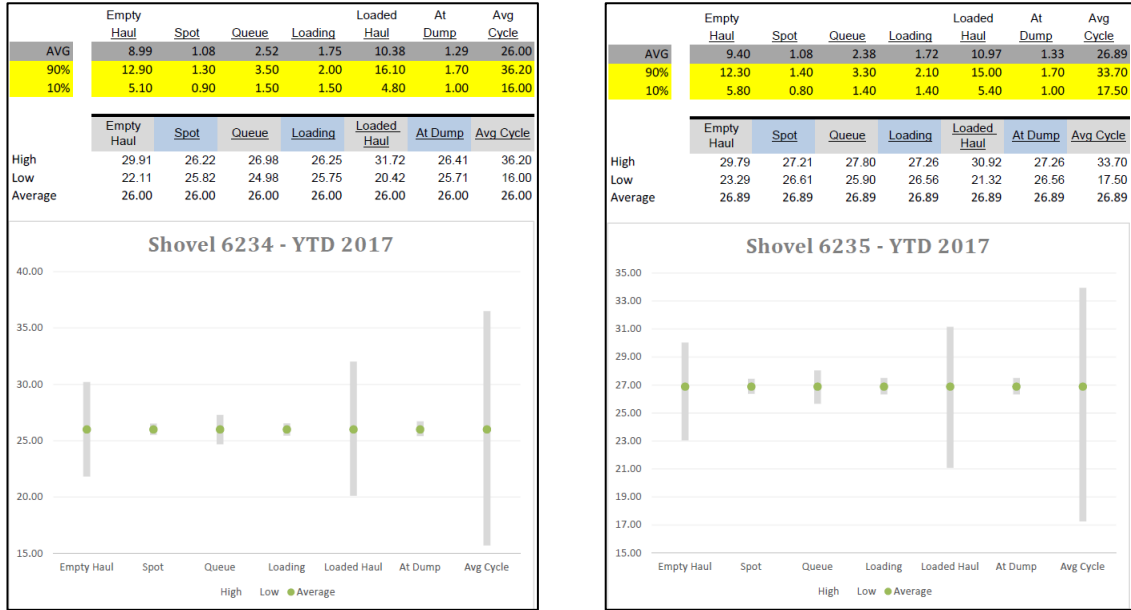 Empty Loaded At Avg
Haul Spot Queue Loading Haul Dump Cycle
AVG 8.99 1.08 2.52 1.75 10.38 1.29 26.00
90% 12.90 1.30 3.50 2.00 16.10 1.70 36.20
10% 5.10 0.90 1.50 1.50 4.80 1.00 16.00
Empty Loaded
Haul Spot Queue Loading Haul At Dump Avg Cycle
High 29.91 26.22 26.98 26.25 31.72 26.41 36.20
Low 22.11 25.82 24.98 25.75 20.42 25.71 16.00
Average 26.00 26.00 26.00 26.00 26.00 26.00 26.00
Shovel 6234 - YTD 2017
40.00
35.00
30.00
25.00
20.00
15.00
Empty Haul Spot Queue Loading Loaded Haul At Dump Avg Cycle
High Low Average
Empty Loaded At Avg
Haul Spot Queue Loading Haul Dump Cycle
AVG 9.40 1.08 2.38 1.72 10.97 1.33 26.89
90% 12.30 1.40 3.30 2.10 15.00 1.70 33.70
10% 5.80 0.80 1.40 1.40 5.40 1.00 17.50
Empty Loaded
Haul Spot Queue Loading Haul At Dump Avg Cycle
High 29.79 27.21 27.80 27.26 30.92 27.26 33.70
Low 23.29 26.61 25.90 26.56 21.32 26.56 17.50
Average 26.89 26.89 26.89 26.89 26.89 26.89 26.89
Shovel 6235 - YTD 2017
35.00
33.00
31.00
29.00
27.00
25.00
23.00
21.00
19.00
17.00
15.00
Empty Haul Spot Queue Loading Loaded Haul At Dump Avg Cycle
High Low Average